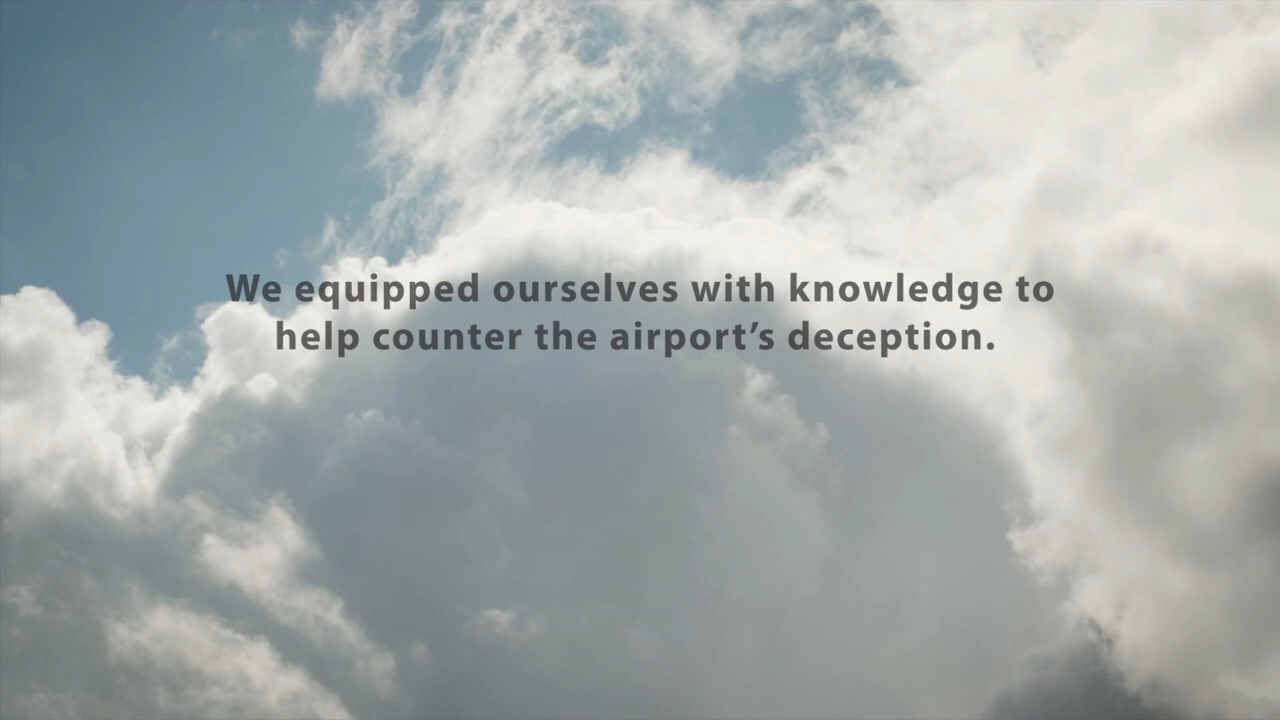 We equipped ourselves with knowledge to
help counter the airport’s deception.